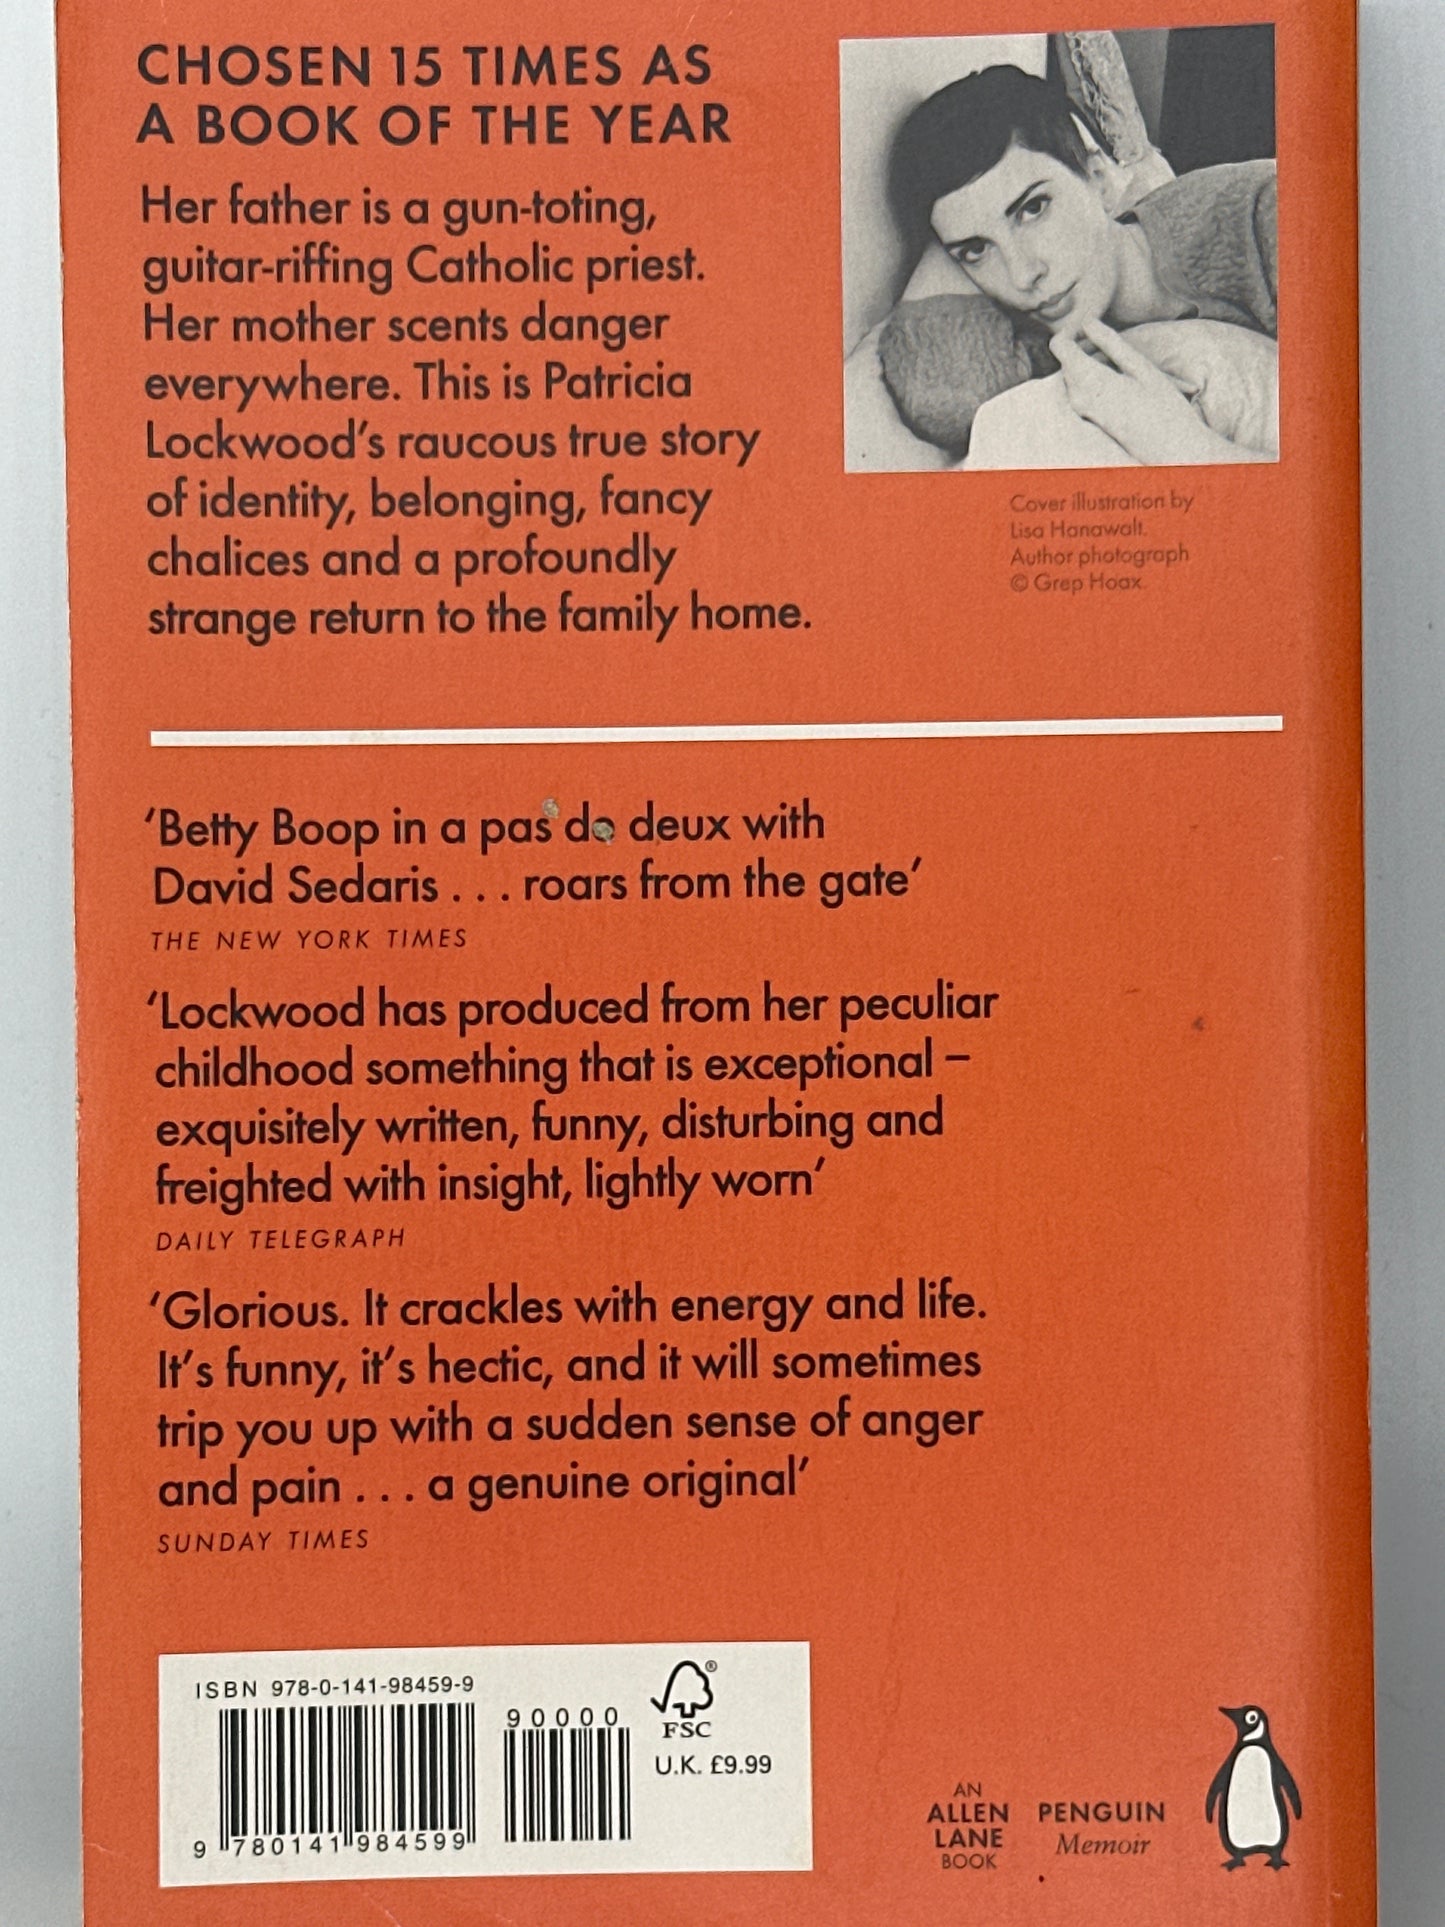 CHOSEN 15 TIMES AS
A BOOK OF THE YEAR
Her father is a gun-toting,
guitar-riffing Catholic priest.
Her mother scents danger
everywhere. This is Patricia
Lockwood's raucous true story
of identity, belonging, fancy
chalices and a profoundly
strange return to the family home.
Cover illustration by
Lisa Hanawalt.
Author photograph
© Grep Hoax.
‘Betty Boop in a pas de deux with
David Sedaris . . . roars from the gate’
THE NEW YORK TIMES
‘Lockwood has produced from her peculiar
childhood something that is exceptional –
exquisitely written, funny, disturbing and
freighted with insight, lightly worn’
DAILY TELEGRAPH
‘Glorious. It crackles with energy and life.
It's funny, it's hectic, and it will sometimes
trip you up with a sudden sense of anger
and pain . . . a genuine original’
SUNDAY TIMES
ISBN 978-0-141-98459-9
90000
9 780141 984599
®
FSC
U.K. £9.99
AN
ALLEN
LANE
BOOK
PENGUIN
Memoir